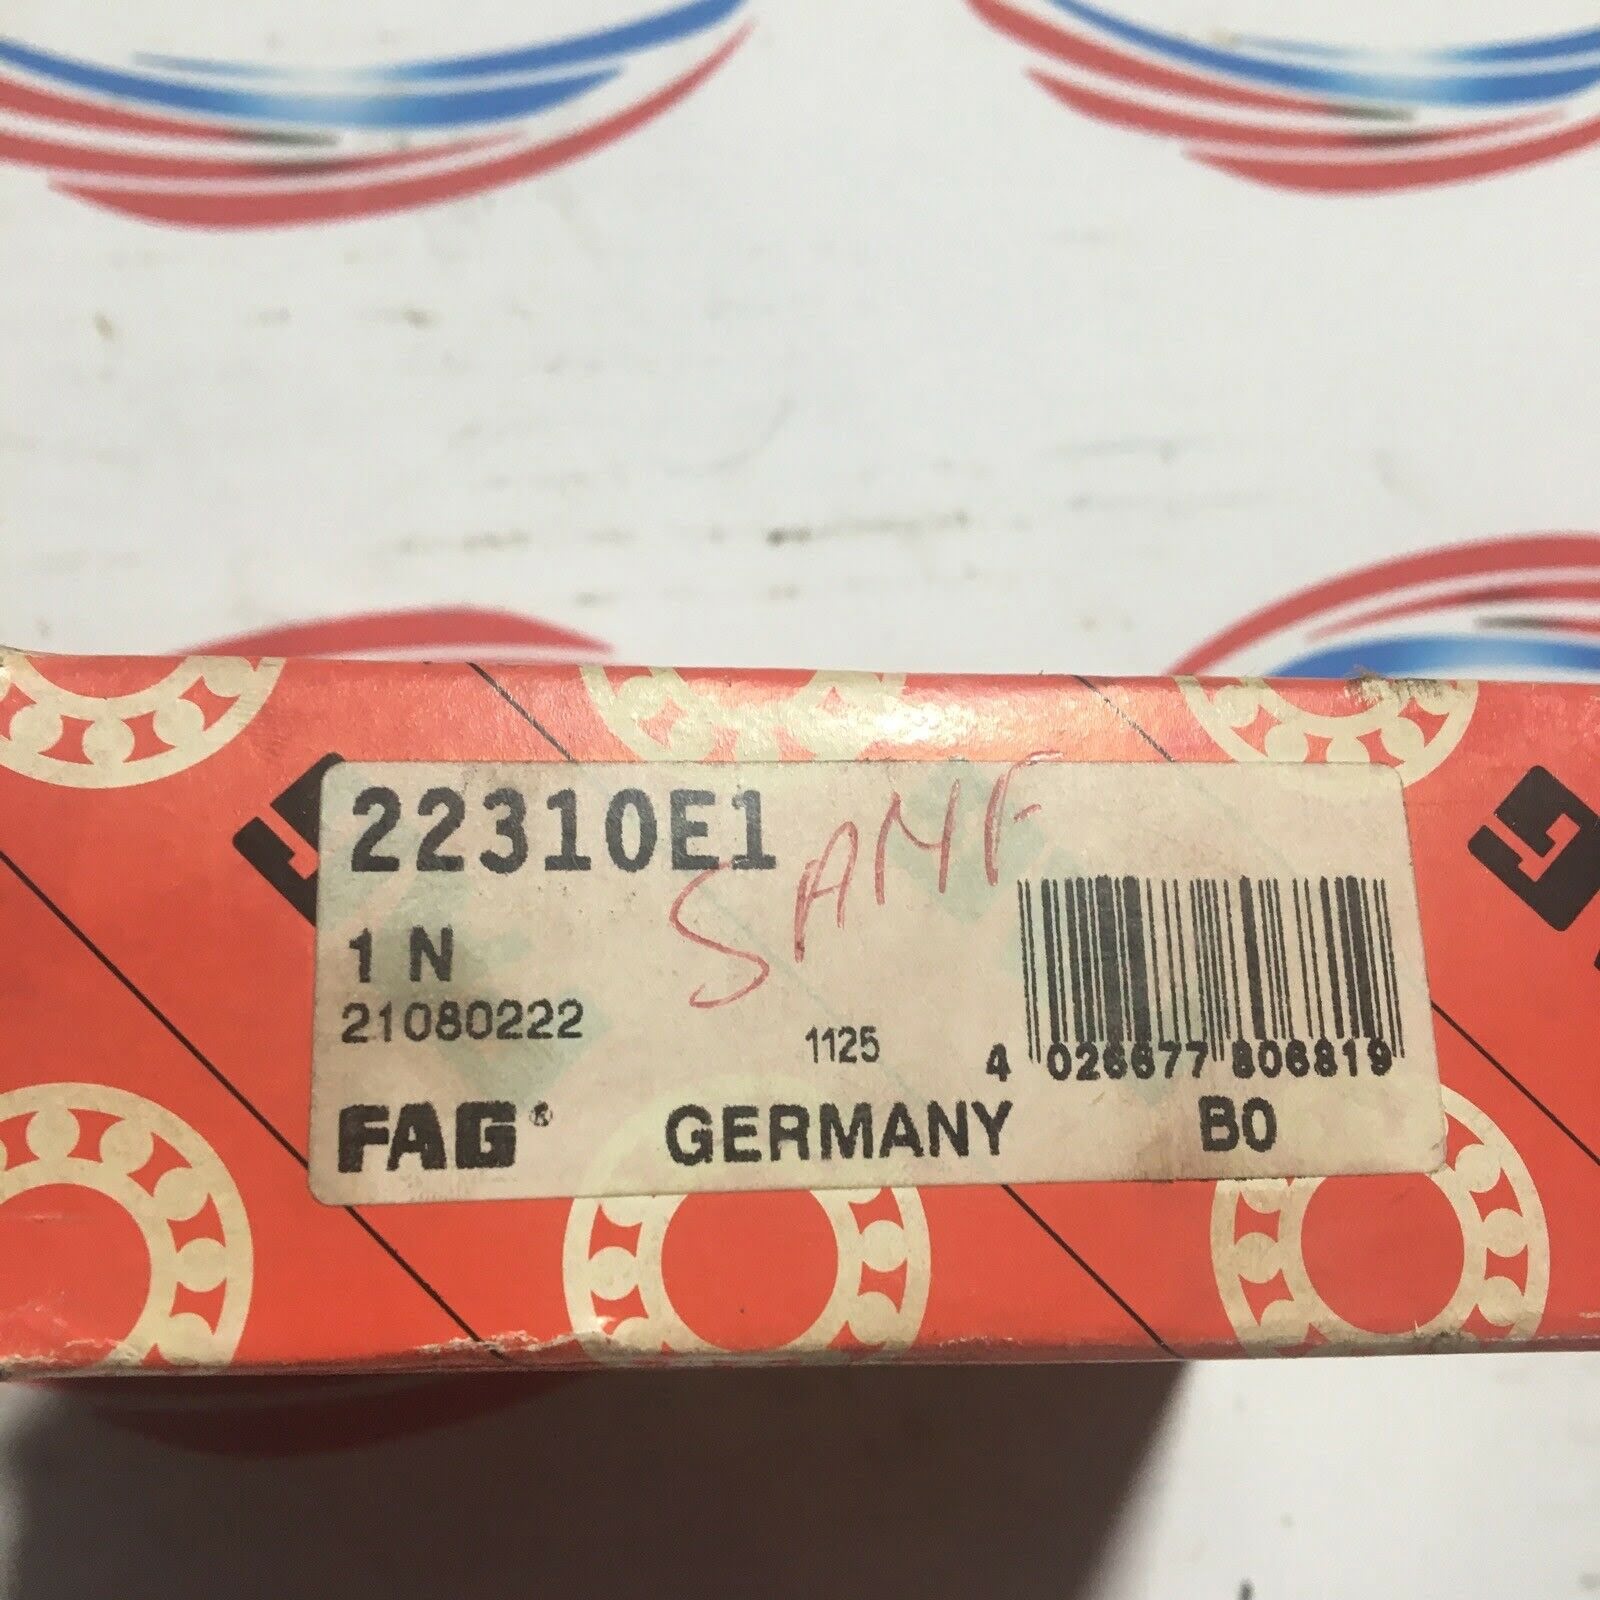 22310E1
SAME
1 N
21080222
1125
4 026677 806819
FAG® GERMANY B0